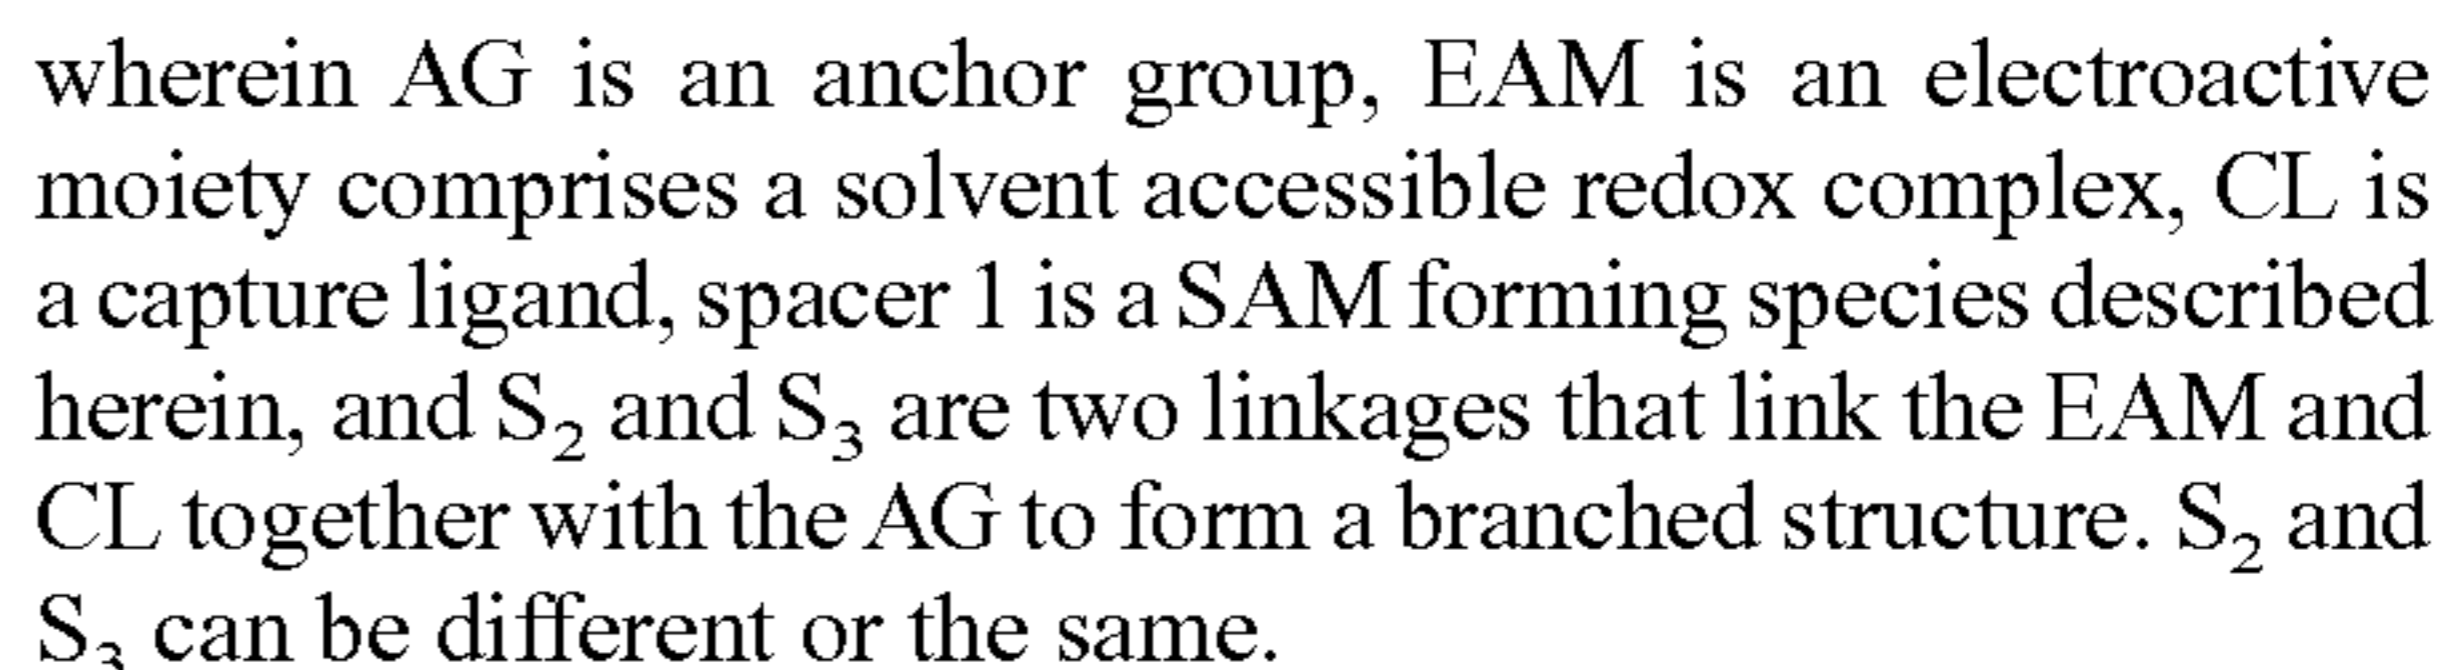 wherein AG is an anchor group, EAM is an electroactive
moiety comprises a solvent accessible redox complex, CL is
a capture ligand, spacer 1 is a SAM forming species described
herein, and S₂ and S₃ are two linkages that link the EAM and
CL together with the AG to form a branched structure. S₂ and
S₃ can be different or the same.